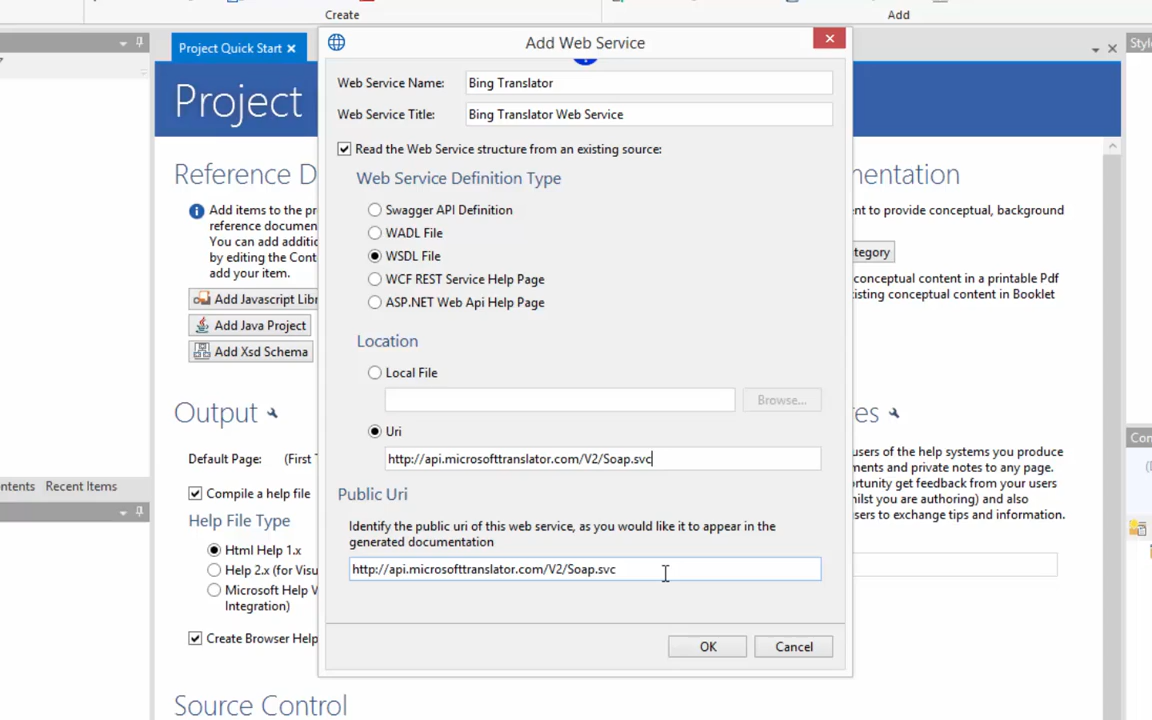 Create
Add
Add Web Service
Project Quick Start
Project
Web Service Name:
Bing Translator
Web Service Title:
Bing Translator Web Service
Read the Web Service structure from an existing source:
Web Service Definition Type
Swagger API Definition
WADL File
WSDL File
WCF REST Service Help Page
ASP.NET Web Api Help Page
Location
Local File
Browse...
Uri
http://api.microsofttranslator.com/V2/Soap.svc
Public Uri
Identify the public uri of this web service, as you would like it to appear in the
generated documentation
http://api.microsofttranslator.com/V2/Soap.svc
OK
Cancel
Reference D
Add items to the pr
reference documen
You can add additic
by editing the Cont
add your item.
Add Javascript Libr
Add Java Project
Add Xsd Schema
Output
Default Page: (First T
Compile a help file
Help File Type
Html Help 1.x
Help 2.x (for Visu
Microsoft Help V
Integration)
Create Browser Help
Source Control
ntents
Recent Items
nentation
nt to provide conceptual, background
tegory
conceptual content in a printable Pdf
isting conceptual content in Booklet
es
users of the help systems you produce
ments and private notes to any page.
ortunity get feedback from your users
hilst you are authoring) and also
sers to exchange tips and information.
Style
Con